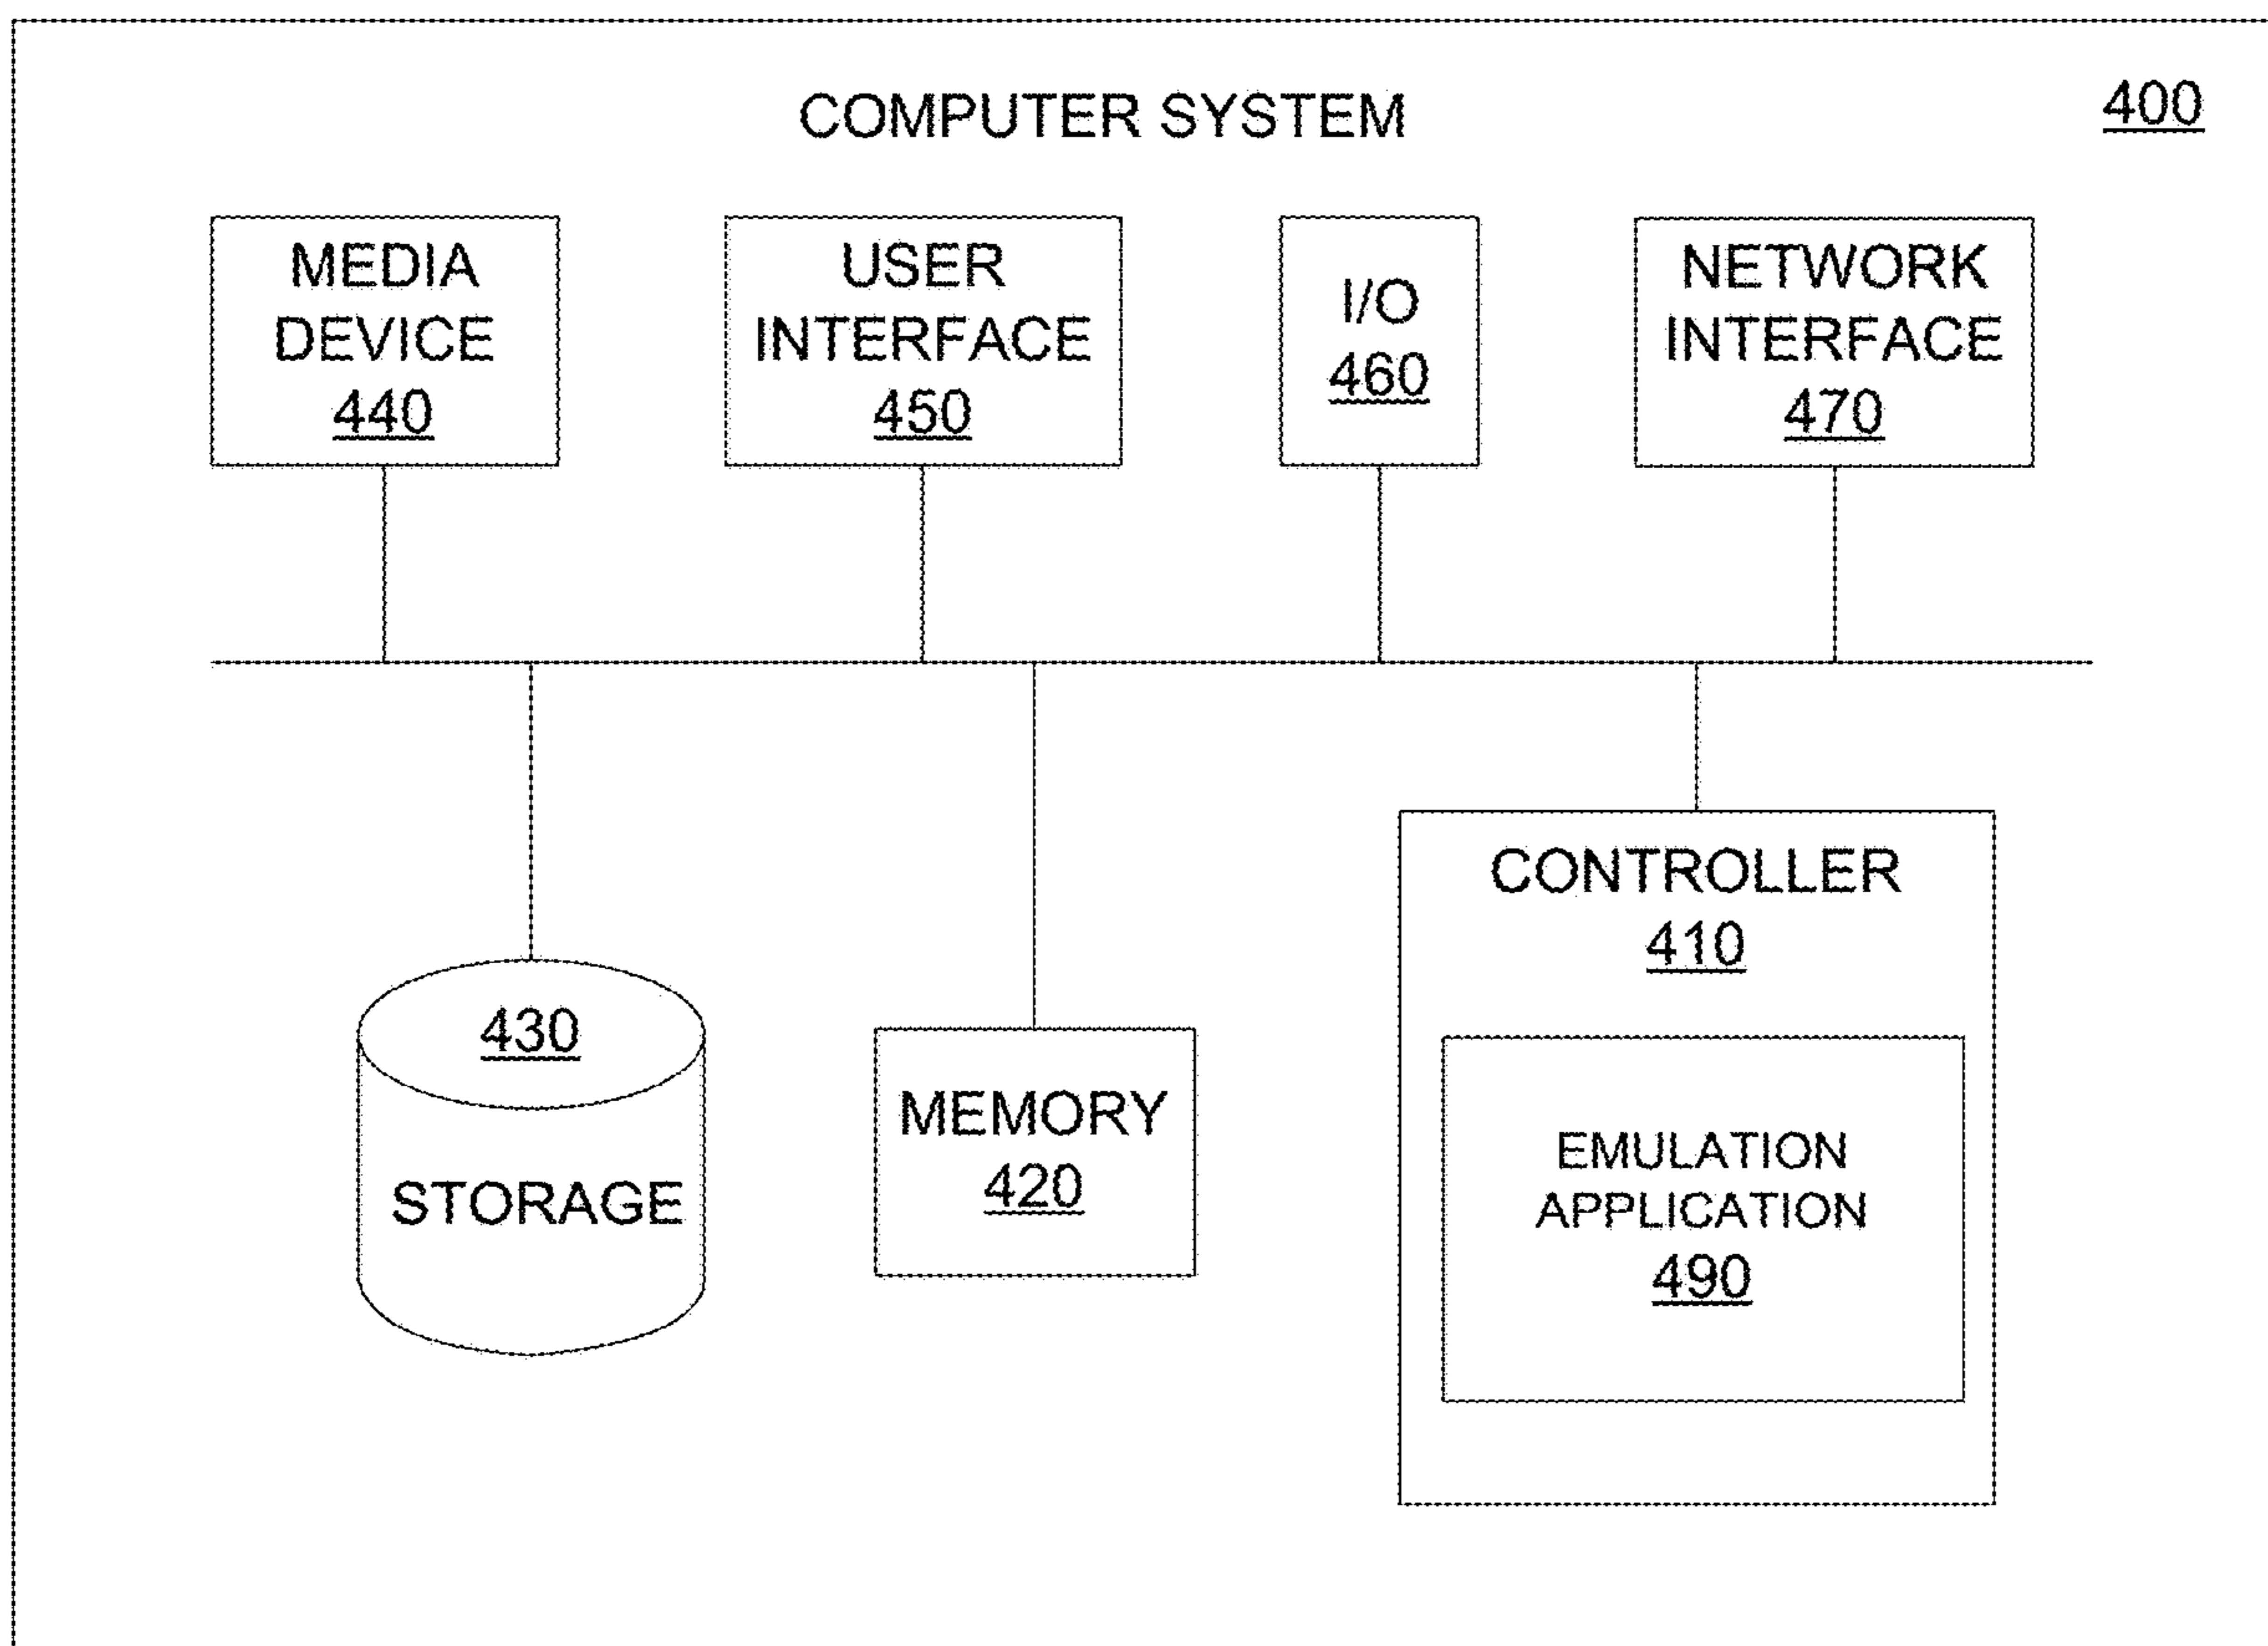 COMPUTER SYSTEM
400
MEDIA
DEVICE
440
USER
INTERFACE
450
I/O
460
NETWORK
INTERFACE
470
430
STORAGE
MEMORY
420
CONTROLLER
410
EMULATION
APPLICATION
490